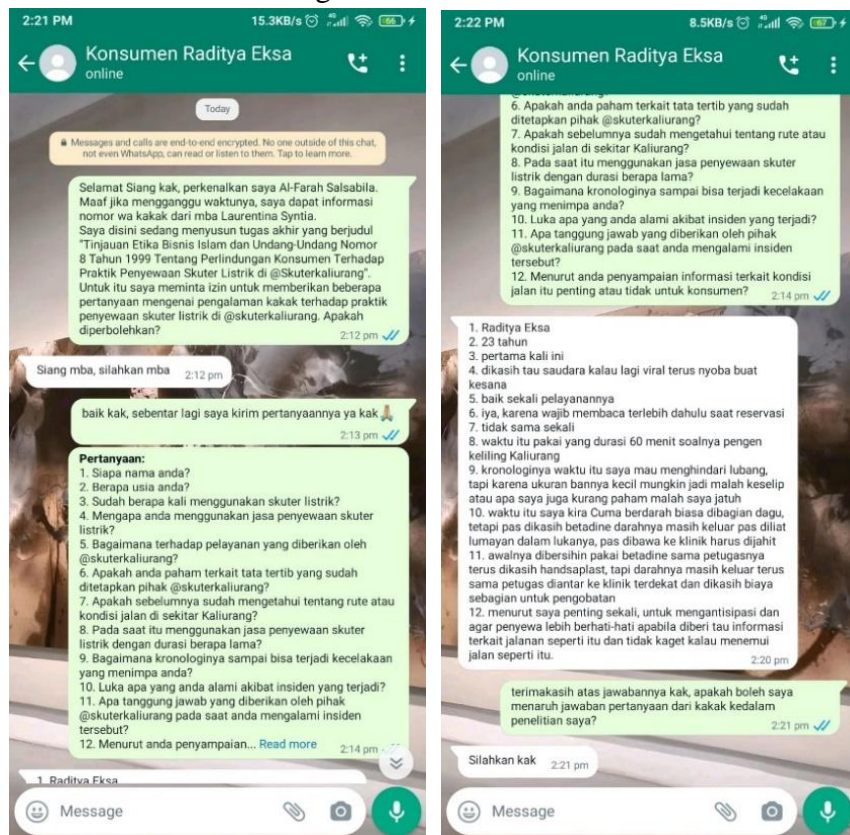 2:21 PM 15.3KB/s 66
Konsumen Raditya Eksa
online
Today
Messages and calls are end-to-end encrypted. No one outside of this chat,
not even WhatsApp, can read or listen to them. Tap to learn more.
Selamat Siang kak, perkenalkan saya Al-Farah Salsabila.
Maaf jika mengganggu waktunya, saya dapat informasi
nomor wa kakak dari mba Laurentina Syntia.
Saya disini sedang menyusun tugas akhir yang berjudul
"Tinjauan Etika Bisnis Islam dan Undang-Undang Nomor
8 Tahun 1999 Tentang Perlindungan Konsumen Terhadap
Praktik Penyewaan Skuter Listrik di @Skuterkaliurang".
Untuk itu saya meminta izin untuk memberikan beberapa
pertanyaan mengenai pengalaman kakak terhadap praktik
penyewaan skuter listrik di @skuterkaliurang. Apakah
diperbolehkan?
2:12 pm
Siang mba, silahkan mba 2:12 pm
baik kak, sebentar lagi saya kirim pertanyaannya ya kak🙏
2:13 pm
Pertanyaan:
1. Siapa nama anda?
2. Berapa usia anda?
3. Sudah berapa kali menggunakan skuter listrik?
4. Mengapa anda menggunakan jasa penyewaan skuter
listrik?
5. Bagaimana terhadap pelayanan yang diberikan oleh
@skuterkaliurang?
6. Apakah anda paham terkait tata tertib yang sudah
ditetapkan pihak @skuterkaliurang?
7. Apakah sebelumnya sudah mengetahui tentang rute atau
kondisi jalan di sekitar Kaliurang?
8. Pada saat itu menggunakan jasa penyewaan skuter
listrik dengan durasi berapa lama?
9. Bagaimana kronologinya sampai bisa terjadi kecelakaan
yang menimpa anda?
10. Luka apa yang anda alami akibat insiden yang terjadi?
11. Apa tanggung jawab yang diberikan oleh pihak
@skuterkaliurang pada saat anda mengalami insiden
tersebut?
12. Menurut anda penyampaian... Read more 2:14 pm
1. Raditya Eksa
Message
2:22 PM 8.5KB/s 67
Konsumen Raditya Eksa
online
6. Apakah anda paham terkait tata tertib yang sudah
ditetapkan pihak @skuterkaliurang?
7. Apakah sebelumnya sudah mengetahui tentang rute atau
kondisi jalan di sekitar Kaliurang?
8. Pada saat itu menggunakan jasa penyewaan skuter
listrik dengan durasi berapa lama?
9. Bagaimana kronologinya sampai bisa terjadi kecelakaan
yang menimpa anda?
10. Luka apa yang anda alami akibat insiden yang terjadi?
11. Apa tanggung jawab yang diberikan oleh pihak
@skuterkaliurang pada saat anda mengalami insiden
tersebut?
12. Menurut anda penyampaian informasi terkait kondisi
jalan itu penting atau tidak untuk konsumen?
2:14 pm
1. Raditya Eksa
2. 23 tahun
3. pertama kali ini
4. dikasih tau saudara kalau lagi viral terus nyoba buat
kesana
5. baik sekali pelayanannya
6. iya, karena wajib membaca terlebih dahulu saat reservasi
7. tidak sama sekali
8. waktu itu pakai yang durasi 60 menit soalnya pengen
keliling Kaliurang
9. kronologinya waktu itu saya mau menghindari lubang,
tapi karena ukuran bannya kecil mungkin jadi malah keselip
atau apa saya juga kurang paham malah saya jatuh
10. waktu itu saya kira Cuma berdarah biasa dibagian dagu,
tetapi pas dikasih betadine darahnya masih keluar pas diliat
lumayan dalam lukanya, pas dibawa ke klinik harus dijahit
11. awalnya dibersihin pakai betadine sama petugasnya
terus dikasih handsaplast, tapi darahnya masih keluar terus
sama petugas diantar ke klinik terdekat dan dikasih biaya
sebagian untuk pengobatan
12. menurut saya penting sekali, untuk mengantisipasi dan
agar penyewa lebih berhati-hati apabila diberi tau informasi
terkait jalanan seperti itu dan tidak kaget kalau menemui
jalan seperti itu.
2:20 pm
terimakasih atas jawabannya kak, apakah boleh saya
menaruh jawaban pertanyaan dari kakak kedalam
penelitian saya?
2:21 pm
Silahkan kak 2:21 pm
Message